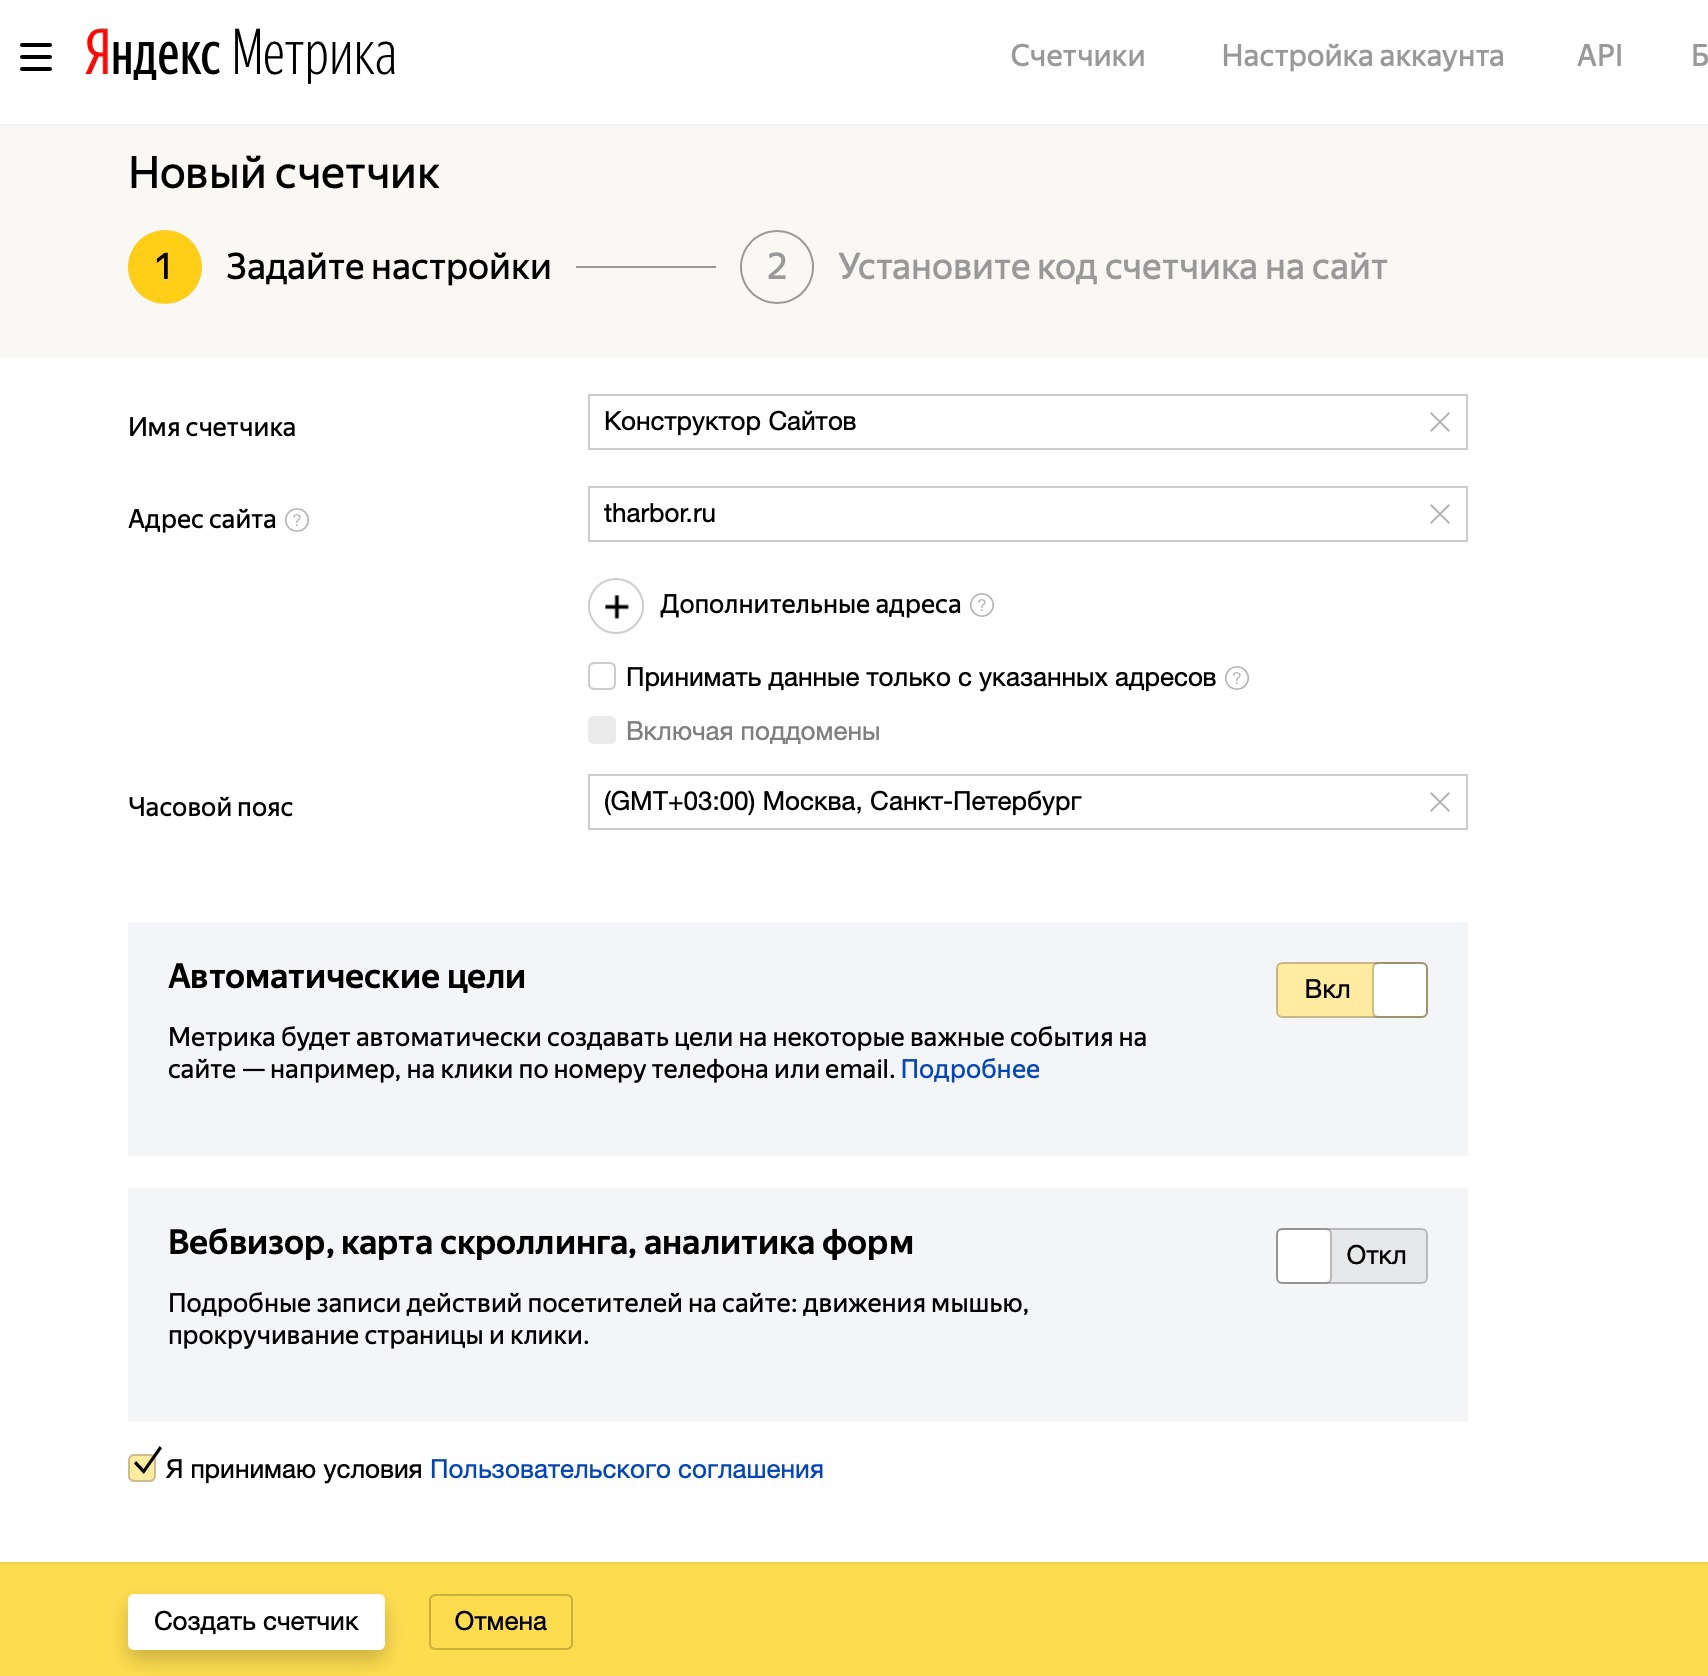 Яндекс Метрика
Счетчики Настройка аккаунта API Б
Новый счетчик
1 Задайте настройки 2 Установите код счетчика на сайт
Имя счетчика Конструктор Сайтов
Адрес сайта ? tharbor.ru
+ Дополнительные адреса ?
Принимать данные только с указанных адресов ?
Включая поддомены
Часовой пояс (GMT+03:00) Москва, Санкт-Петербург
Автоматические цели Вкл
Метрика будет автоматически создавать цели на некоторые важные события на
сайте — например, на клики по номеру телефона или email. Подробнее
Вебвизор, карта скроллинга, аналитика форм Откл
Подробные записи действий посетителей на сайте: движения мышью,
прокручивание страницы и клики.
Я принимаю условия Пользовательского соглашения
Создать счетчик Отмена